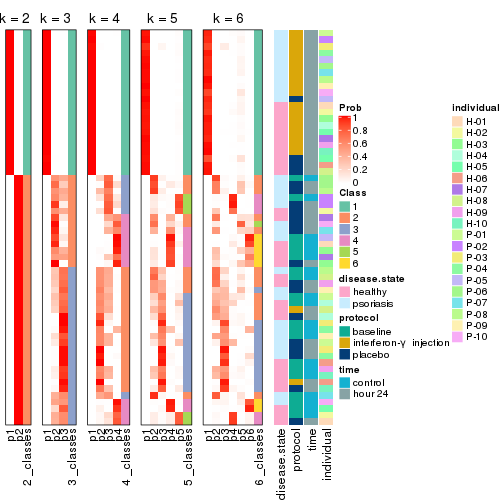 k = 2
k = 3
k = 4
k = 5
k = 6
p1
p2
2_classes
p1
p2
p3
3_classes
p1
p2
p3
p4
4_classes
p1
p2
p3
p4
p5
5_classes
p1
p2
p3
p4
p5
p6
6_classes
disease.state
protocol
time
individual
Prob
1
0.8
0.6
0.4
0.2
0
Class
1
2
3
4
5
6
disease.state
healthy
psoriasis
protocol
baseline
interferon-γ injection
placebo
time
control
hour 24
individual
H-01
H-02
H-03
H-04
H-05
H-06
H-07
H-08
H-09
H-10
P-01
P-02
P-03
P-04
P-05
P-06
P-07
P-08
P-09
P-10